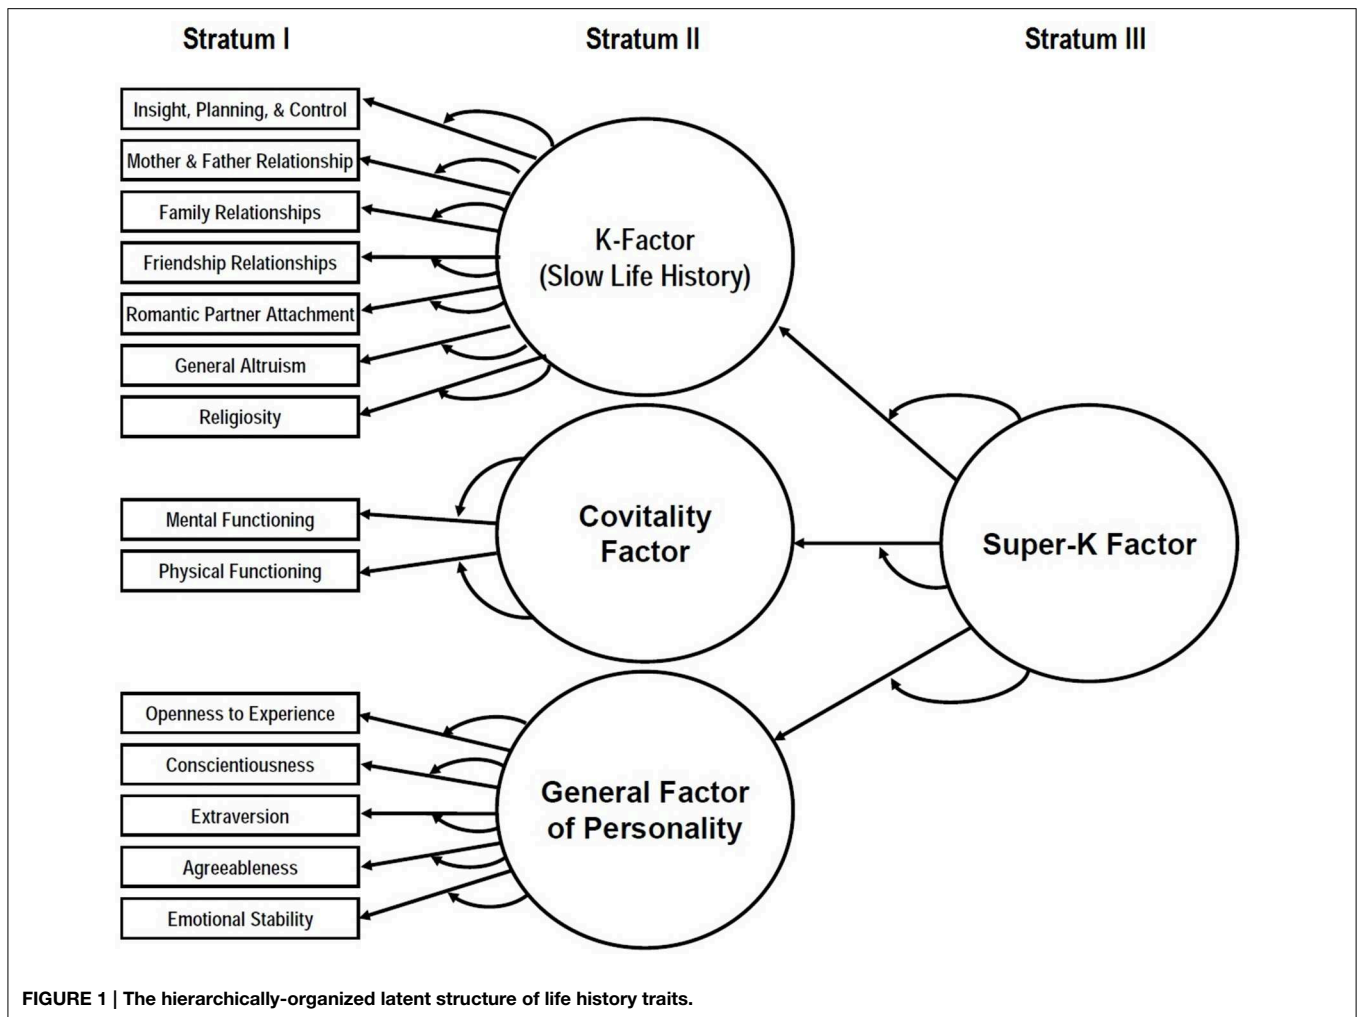 Stratum I
Stratum II
Stratum III
Insight, Planning, & Control
Mother & Father Relationship
Family Relationships
Friendship Relationships
Romantic Partner Attachment
General Altruism
Religiosity
K-Factor
(Slow Life History)
Mental Functioning
Physical Functioning
Covitality
Factor
Super-K Factor
Openness to Experience
Conscientiousness
Extraversion
Agreeableness
Emotional Stability
General Factor
of Personality
FIGURE 1 | The hierarchically-organized latent structure of life history traits.